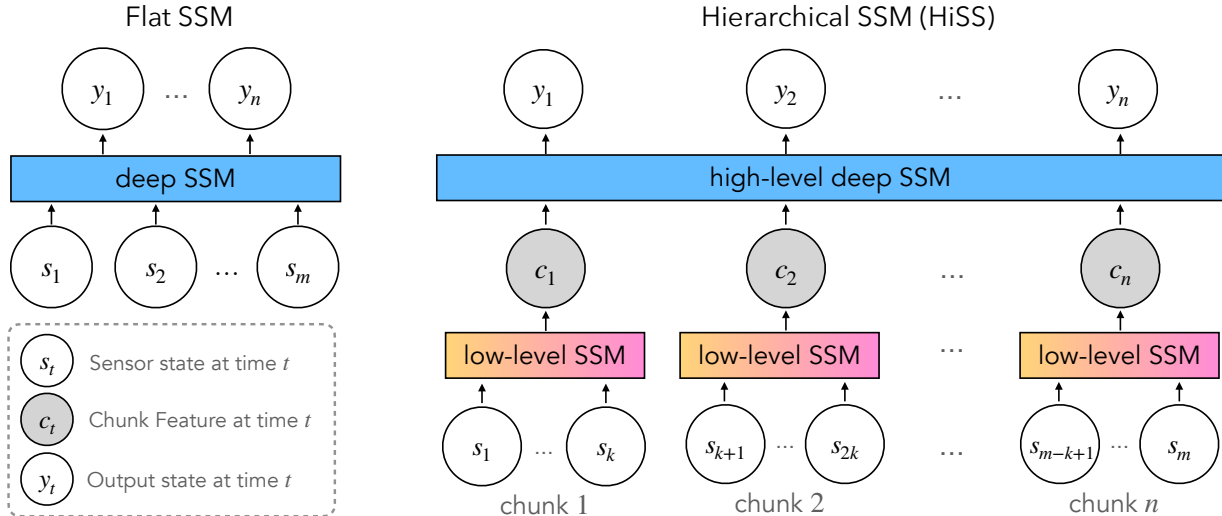 Flat SSM
y₁ ... yₙ
deep SSM
s₁ s₂ ... sₘ
sₜ Sensor state at time t
cₜ Chunk Feature at time t
yₜ Output state at time t
Hierarchical SSM (HiSS)
y₁ y₂ ... yₙ
high-level deep SSM
c₁ c₂ ... cₙ
low-level SSM low-level SSM ... low-level SSM
s₁ ... sₖ sₖ₊₁ ... s₂ₖ ... sₘ₋ₖ₊₁ ... sₘ
chunk 1 chunk 2 chunk n